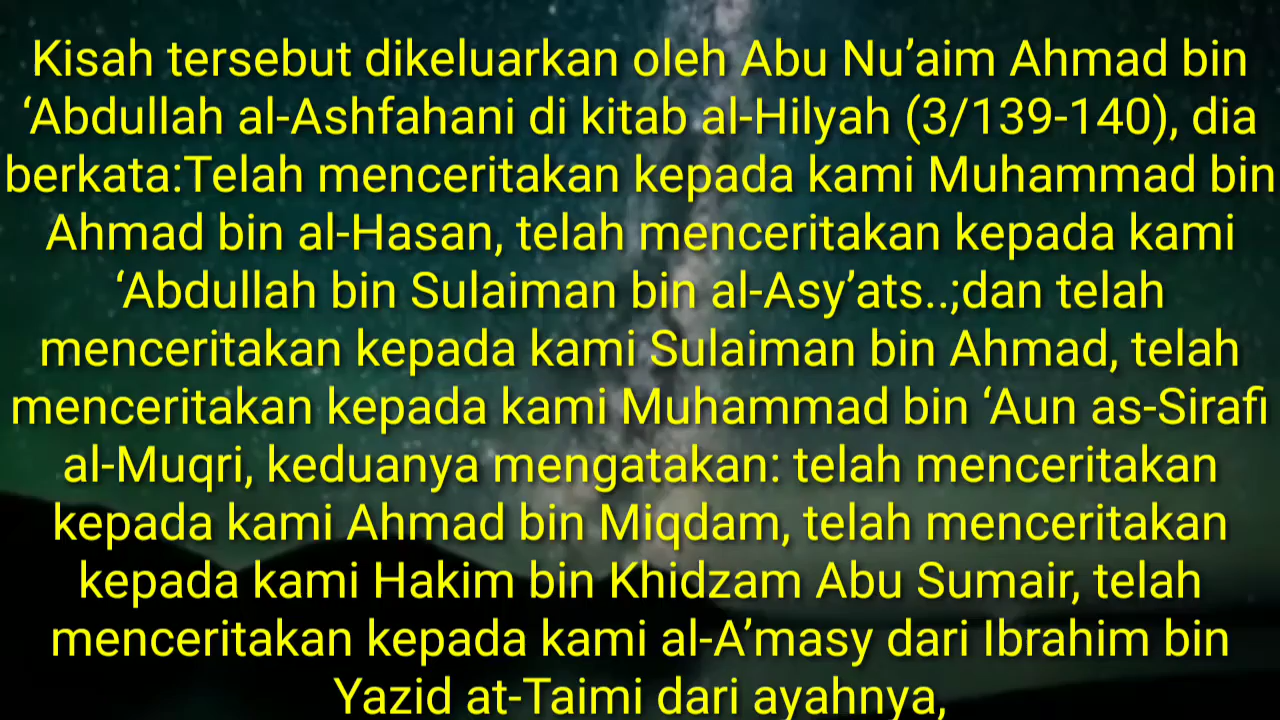 Kisah tersebut dikeluarkan oleh Abu Nu’aim Ahmad bin
‘Abdullah al-Ashfahani di kitab al-Hilyah (3/139-140), dia
berkata:Telah menceritakan kepada kami Muhammad bin
Ahmad bin al-Hasan, telah menceritakan kepada kami
‘Abdullah bin Sulaiman bin al-Asy’ats..;dan telah
menceritakan kepada kami Sulaiman bin Ahmad, telah
menceritakan kepada kami Muhammad bin ‘Aun as-Sirafi
al-Muqri, keduanya mengatakan: telah menceritakan
kepada kami Ahmad bin Miqdam, telah menceritakan
kepada kami Hakim bin Khidzam Abu Sumair, telah
menceritakan kepada kami al-A’masy dari Ibrahim bin
Yazid at-Taimi dari ayahnya,